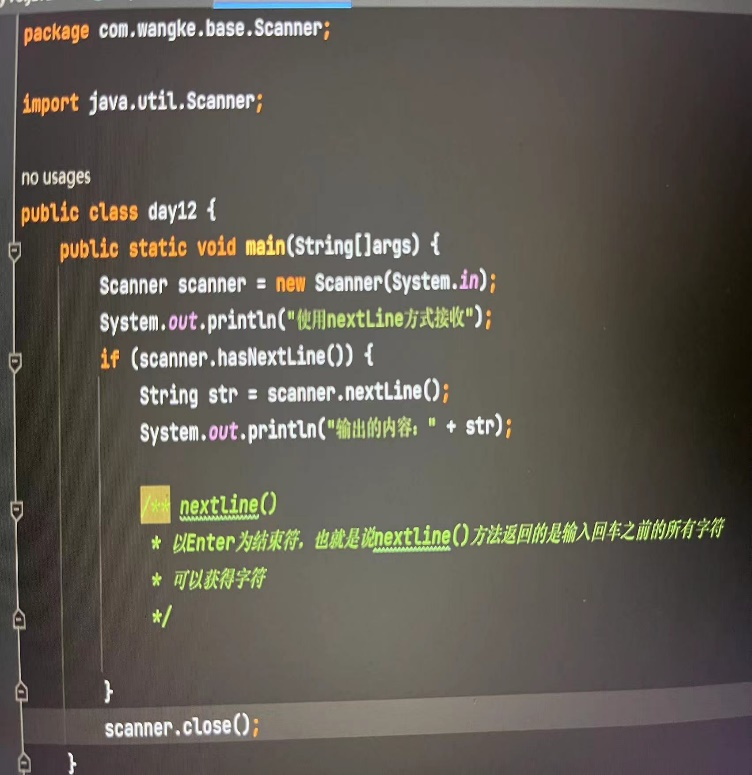 package com.wangke.base.Scanner;
import java.util.Scanner;
no usages
public class day12 {
public static void main(String[]args) {
Scanner scanner = new Scanner(System.in);
System.out.println("使用nextLine方式接收");
if (scanner.hasNextLine()) {
String str = scanner.nextLine();
System.out.println("输出的内容：" + str);
/** nextline()
* 以Enter为结束符，也就是说nextline()方法返回的是输入回车之前的所有字符
* 可以获得字符
*/
}
scanner.close();
}